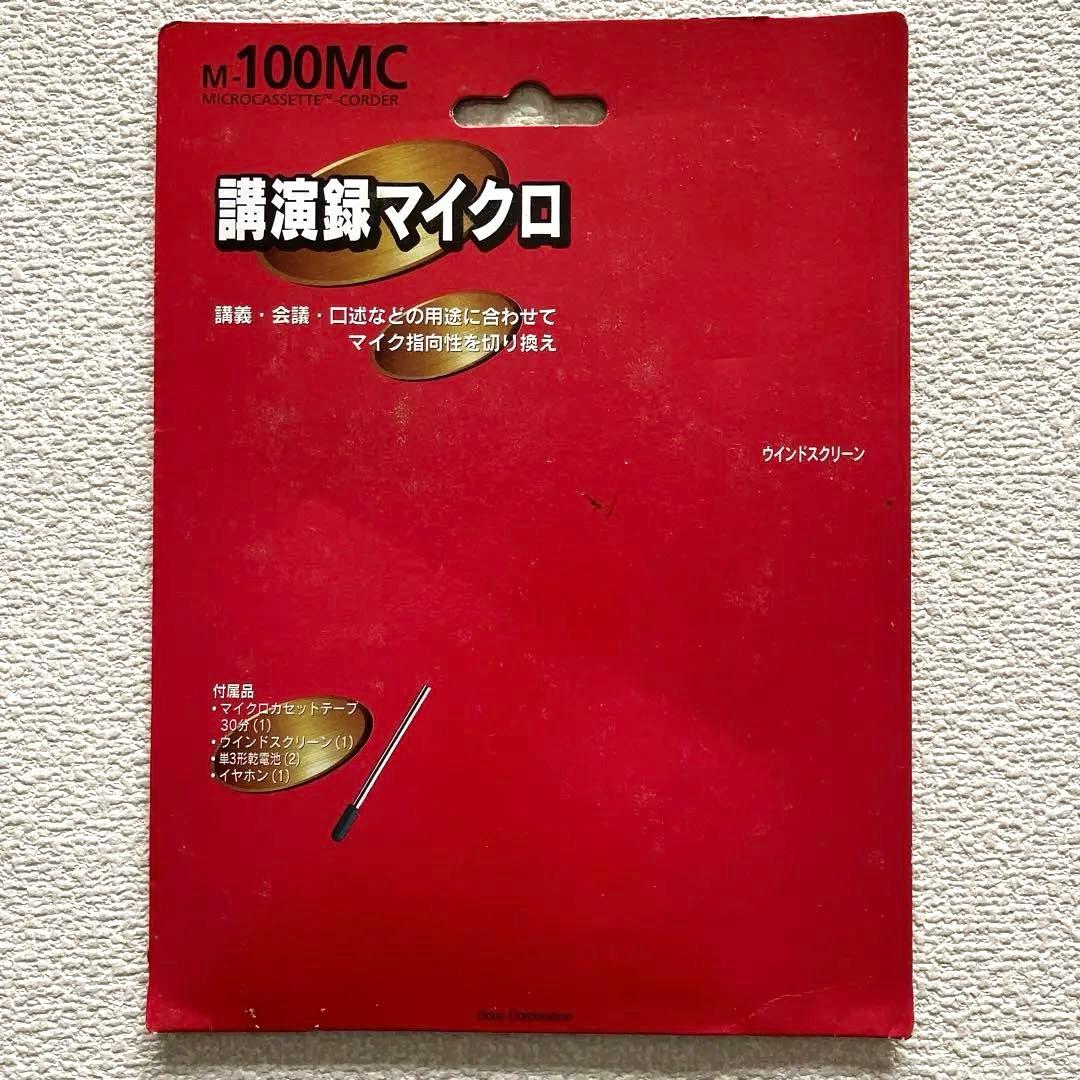 M-100MC
MICROCASSETTE™-CORDER
講演録マイクロ
講義・会議・口述などの用途に合わせて
マイク指向性を切り換え
ウインドスクリーン
付属品
・マイクロカセットテープ
30分(1)
・ウインドスクリーン(1)
・単3形乾電池(2)
・イヤホン(1)
Sony Corporation